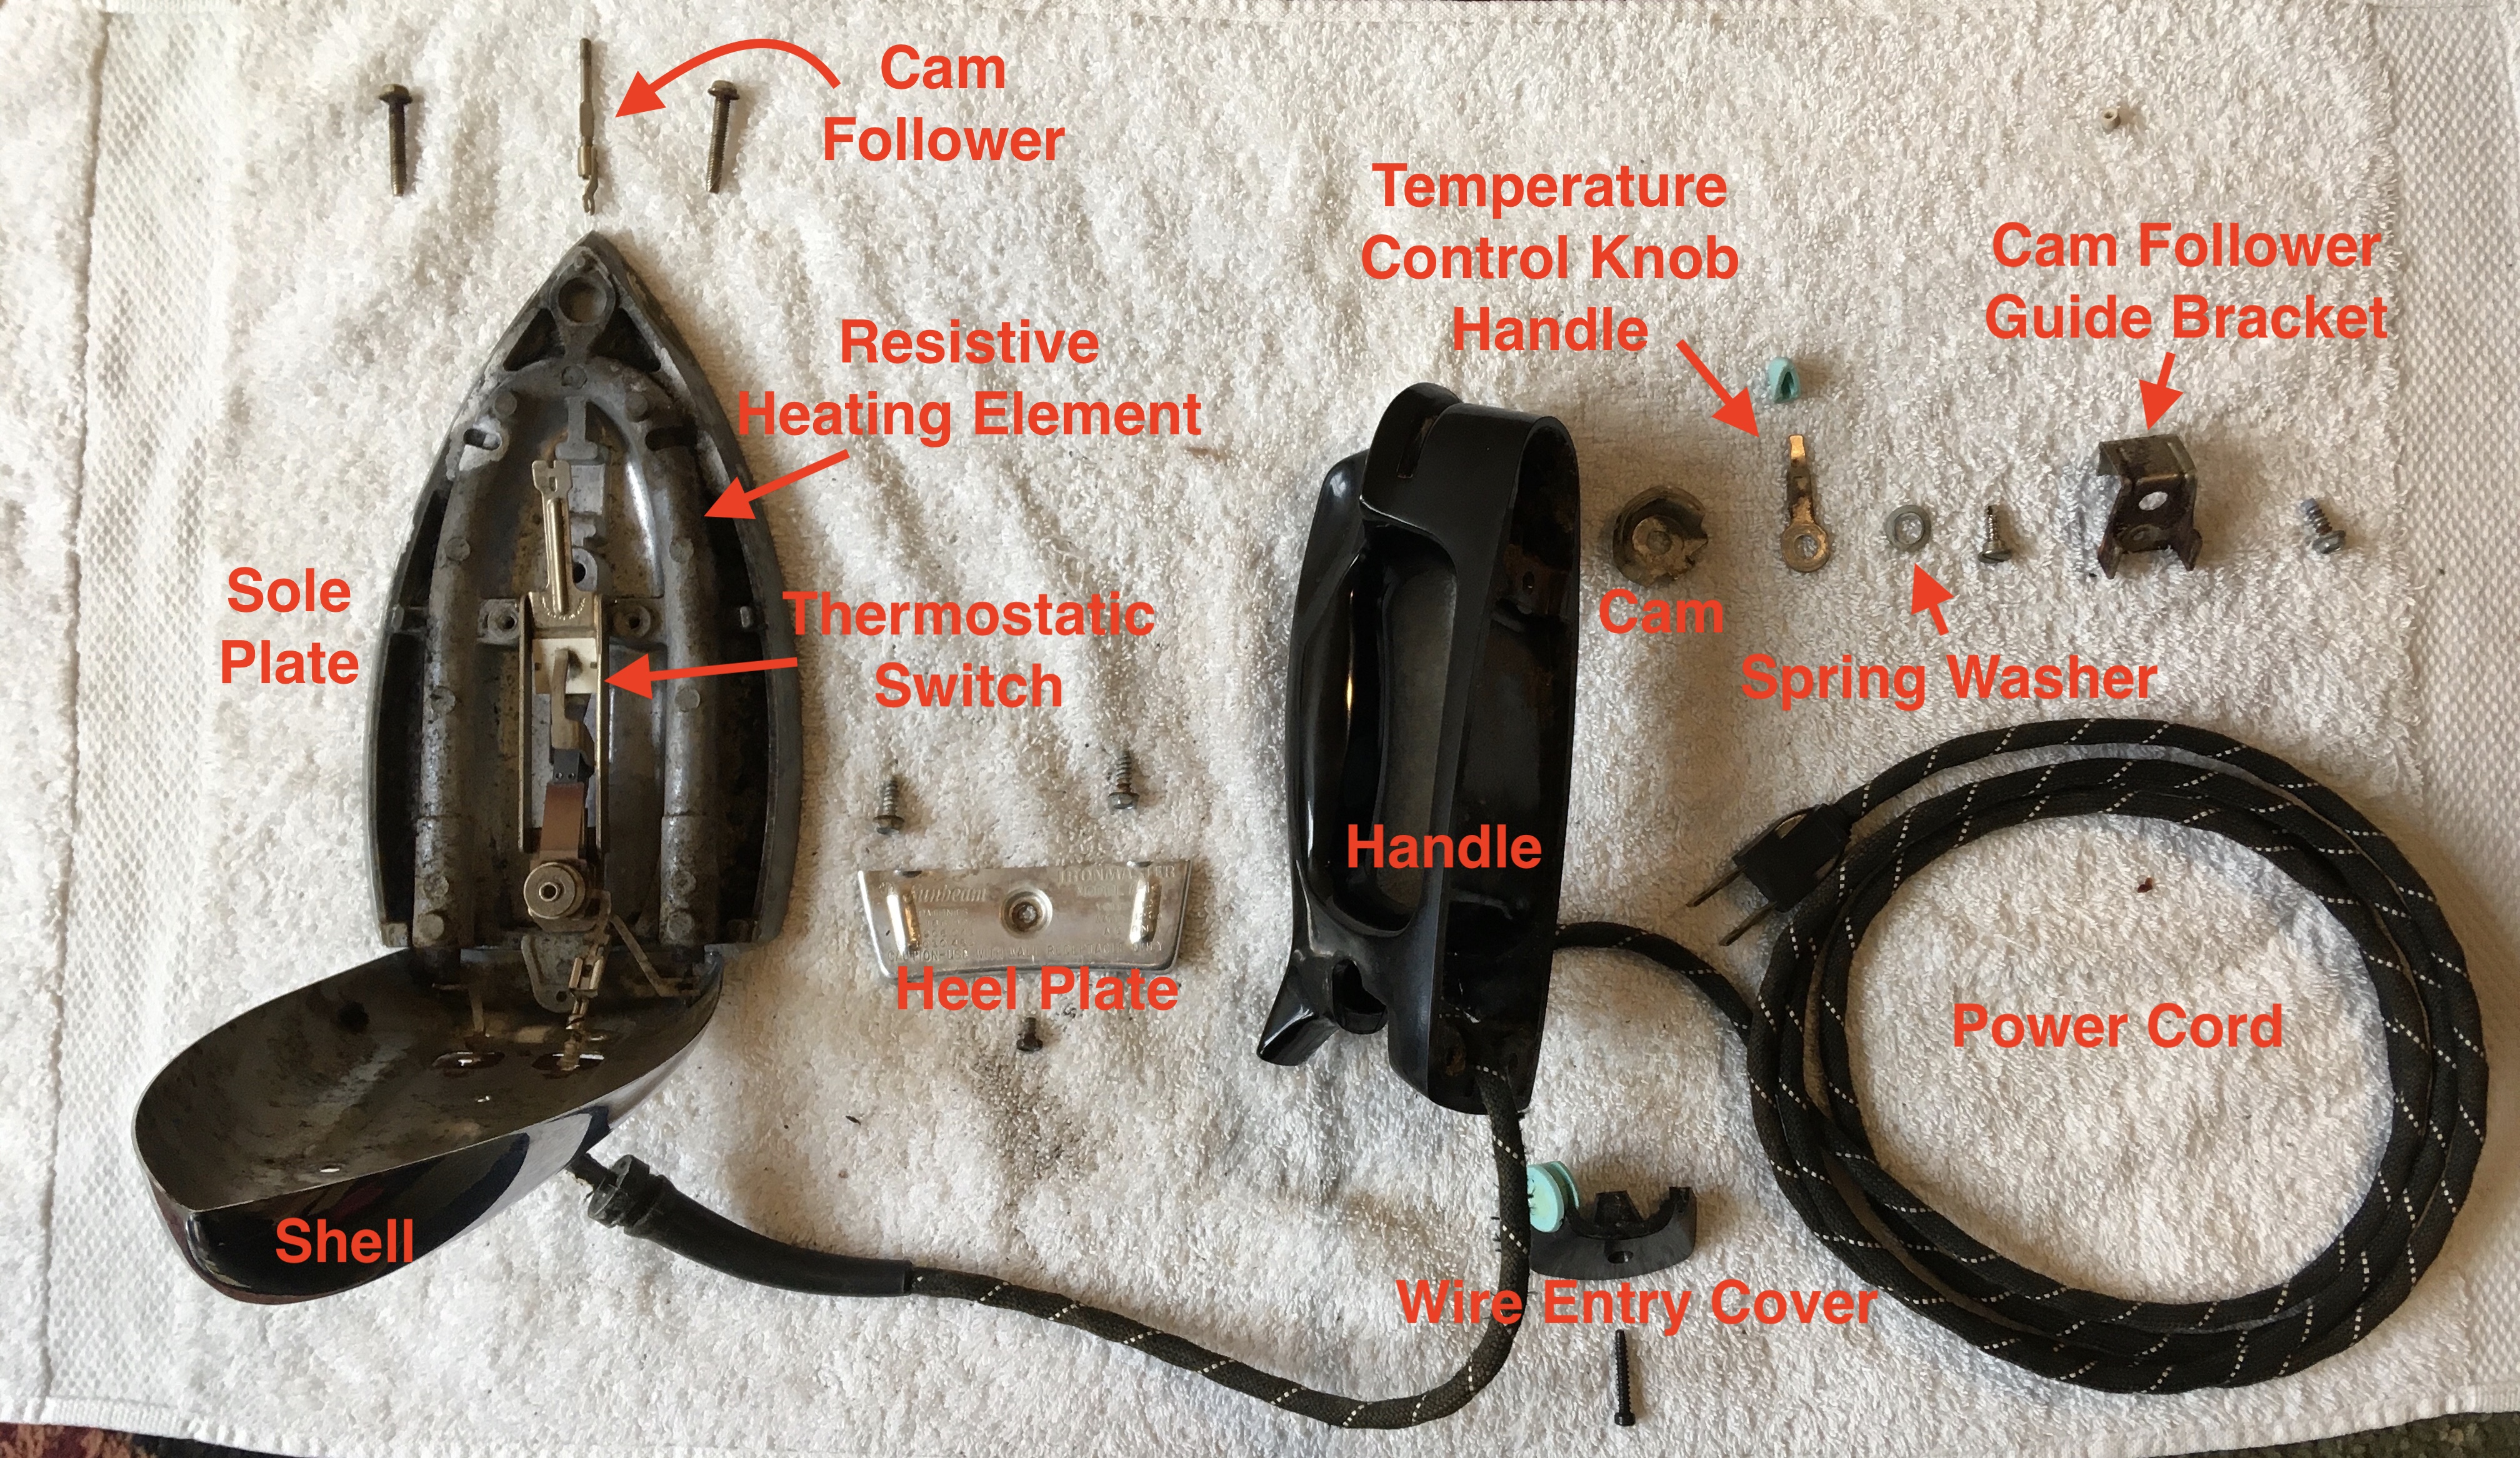 Cam
Follower
Temperature
Control Knob
Handle
Cam Follower
Guide Bracket
Resistive
Heating Element
Sole
Plate
Thermostatic
Switch
Cam
Spring Washer
Handle
Sunbeam
IRONMASTER
Heel Plate
Power Cord
Shell
Wire Entry Cover